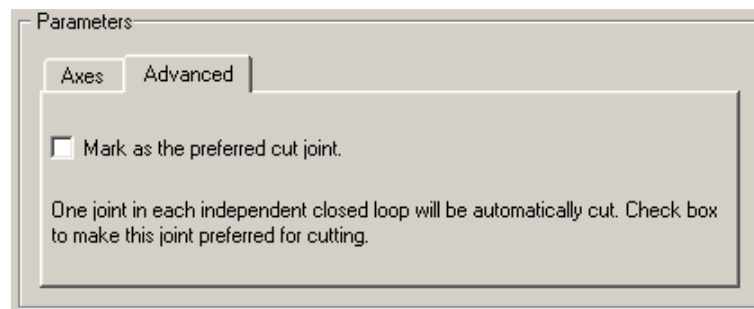 Parameters
Axes Advanced
Mark as the preferred cut joint.
One joint in each independent closed loop will be automatically cut. Check box
to make this joint preferred for cutting.